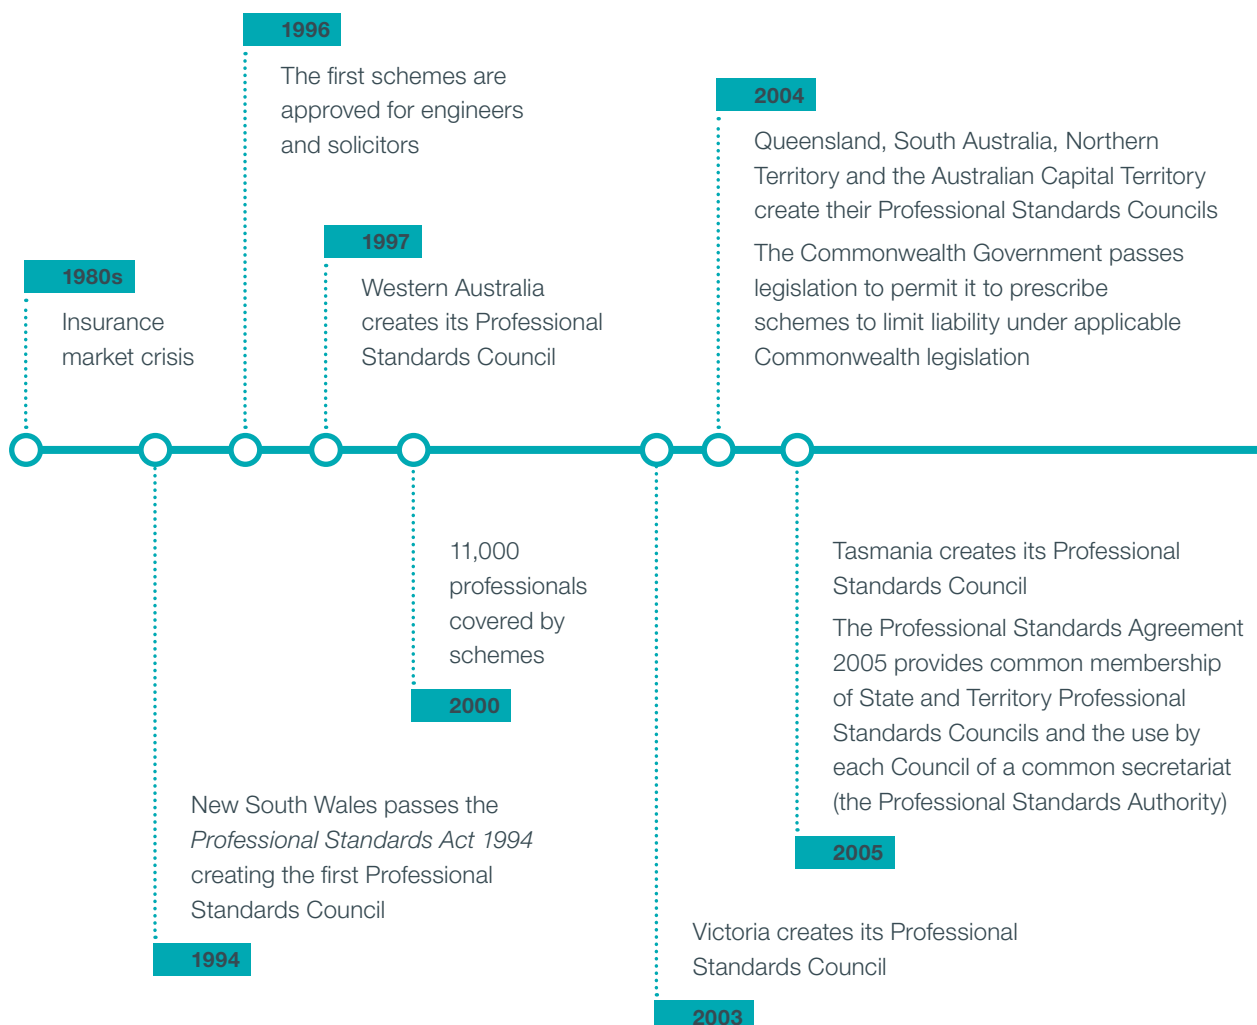 1996
The first schemes are
approved for engineers
and solicitors
2004
Queensland, South Australia, Northern
Territory and the Australian Capital Territory
create their Professional Standards Councils
The Commonwealth Government passes
legislation to permit it to prescribe
schemes to limit liability under applicable
Commonwealth legislation
1997
Western Australia
creates its Professional
Standards Council
1980s
Insurance
market crisis
11,000
professionals
covered by
schemes
2000
Tasmania creates its Professional
Standards Council
The Professional Standards Agreement
2005 provides common membership
of State and Territory Professional
Standards Councils and the use by
each Council of a common secretariat
(the Professional Standards Authority)
2005
New South Wales passes the
Professional Standards Act 1994
creating the first Professional
Standards Council
1994
Victoria creates its Professional
Standards Council
2003